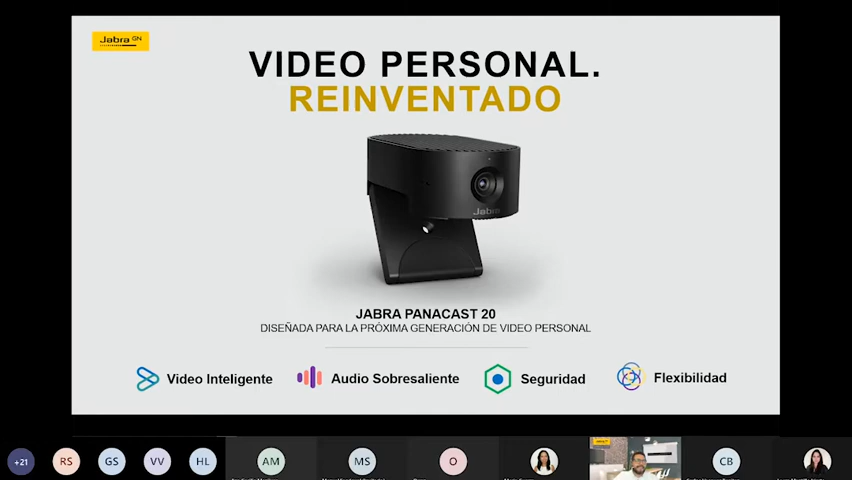 Jabra GN
VIDEO PERSONAL.
REINVENTADO
Jabra
JABRA PANACAST 20
DISEÑADA PARA LA PRÓXIMA GENERACIÓN DE VIDEO PERSONAL
Video Inteligente
Audio Sobresaliente
Seguridad
Flexibilidad
+21
RS
GS
VV
HL
AM
MS
O
CB